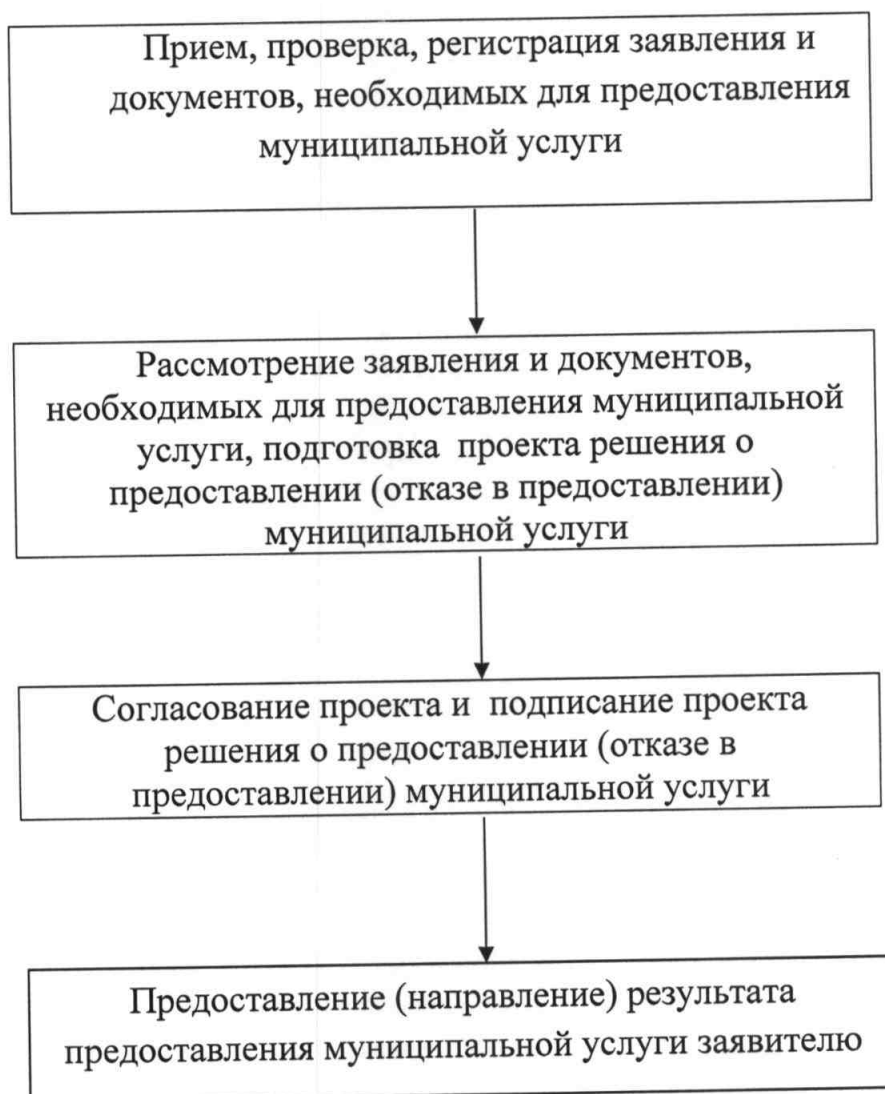 Прием, проверка, регистрация заявления и
документов, необходимых для предоставления
муниципальной услуги
Рассмотрение заявления и документов,
необходимых для предоставления муниципальной
услуги, подготовка проекта решения о
предоставлении (отказе в предоставлении)
муниципальной услуги
Согласование проекта и подписание проекта
решения о предоставлении (отказе в
предоставлении) муниципальной услуги
Предоставление (направление) результата
предоставления муниципальной услуги заявителю